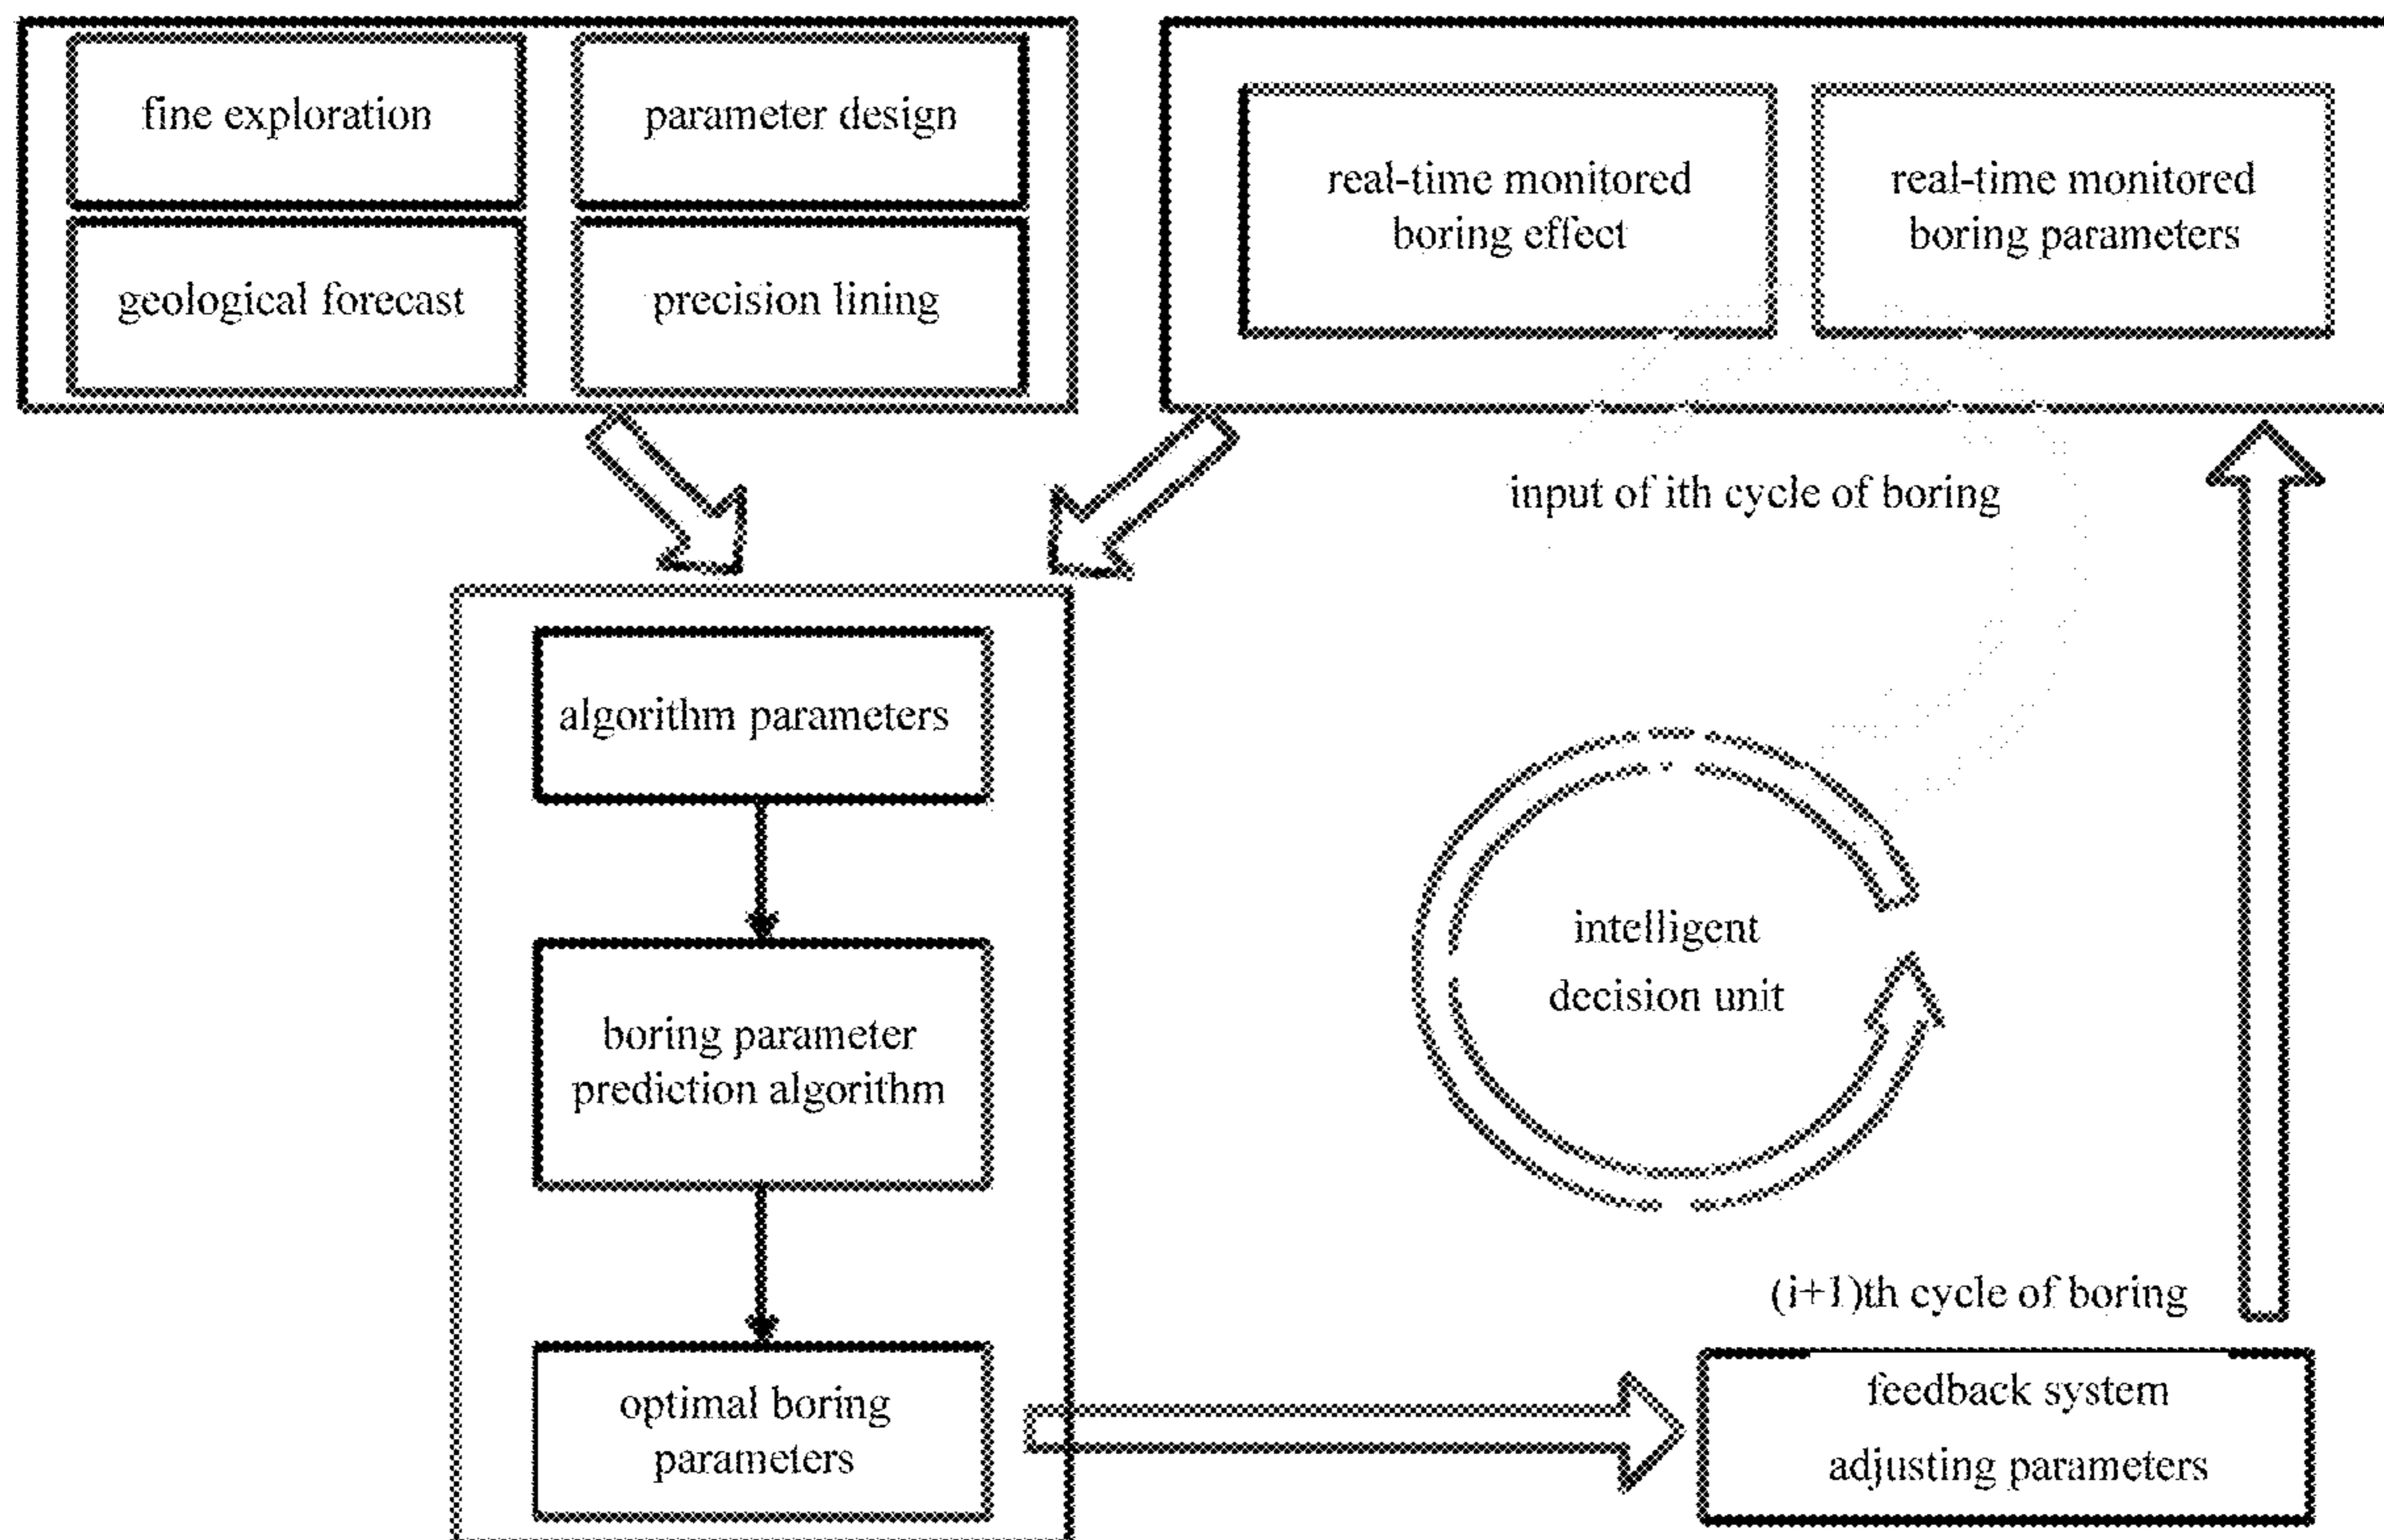 fine exploration
parameter design
geological forecast
precision lining
real-time monitored
boring effect
real-time monitored
boring parameters
input of ith cycle of boring
algorithm parameters
boring parameter
prediction algorithm
optimal boring
parameters
intelligent
decision unit
(i+1)th cycle of boring
feedback system
adjusting parameters